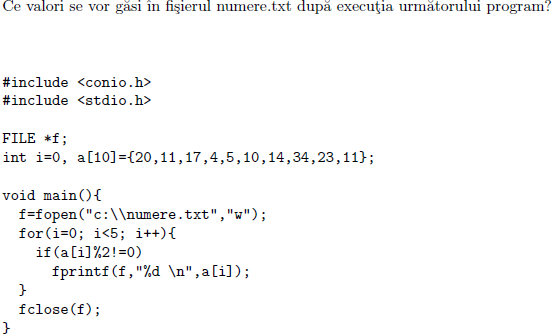 Ce valori se vor găsi în fişierul numere.txt după execuţia următorului program?
#include <conio.h>
#include <stdio.h>
FILE *f;
int i=0, a[10]={20,11,17,4,5,10,14,34,23,11};
void main(){
f=fopen("c:\\numere.txt","w");
for(i=0; i<5; i++){
if(a[i]%2!=0)
fprintf(f,"%d \n",a[i]);
}
fclose(f);
}